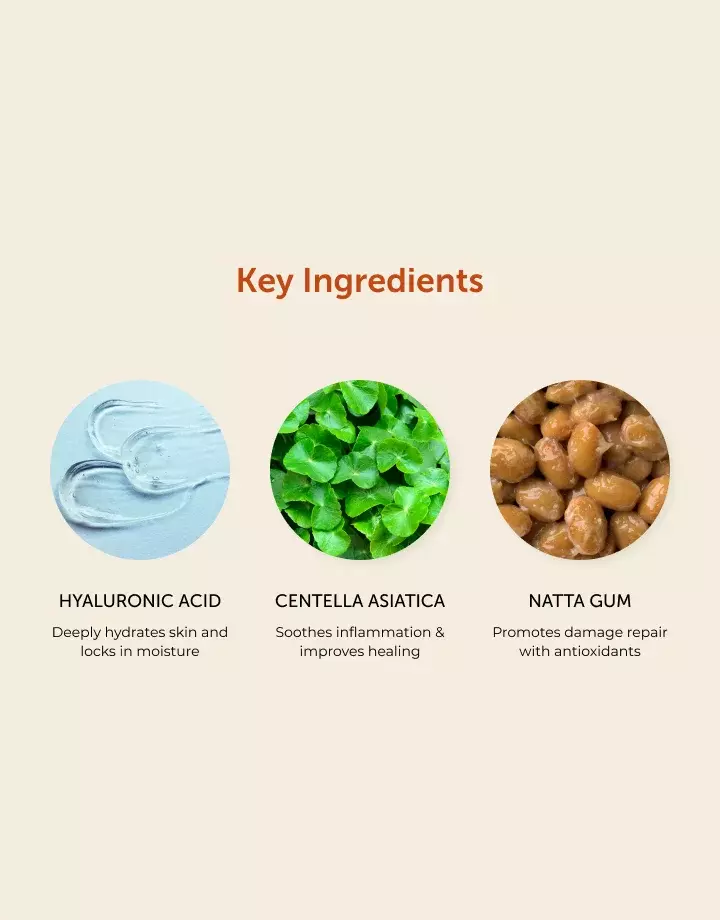 Key Ingredients
HYALURONIC ACID
Deeply hydrates skin and
locks in moisture
CENTELLA ASIATICA
Soothes inflammation &
improves healing
NATTA GUM
Promotes damage repair
with antioxidants